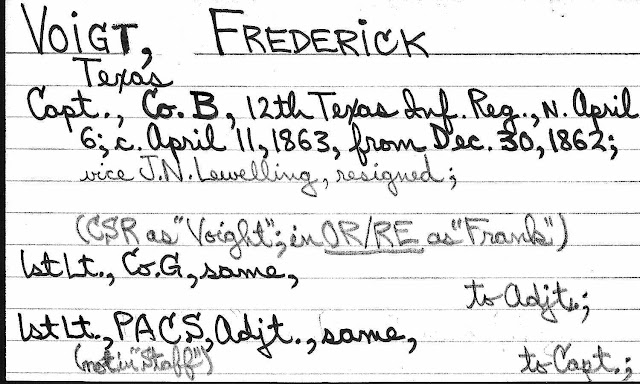 VOIGT, FREDERICK
Texas
Capt., Co. B, 12th Texas Inf. Reg., N. April
6; c. April 11, 1863, from Dec. 30, 1862;
vice J.N. Lewelling, resigned;
(CSR as "Voight"; in OR/RE as "Frank")
1st Lt., Co. G, same,
to Adjt.;
1st Lt., PACS, Adjt., same,
(not in "Staff")
to Capt.;